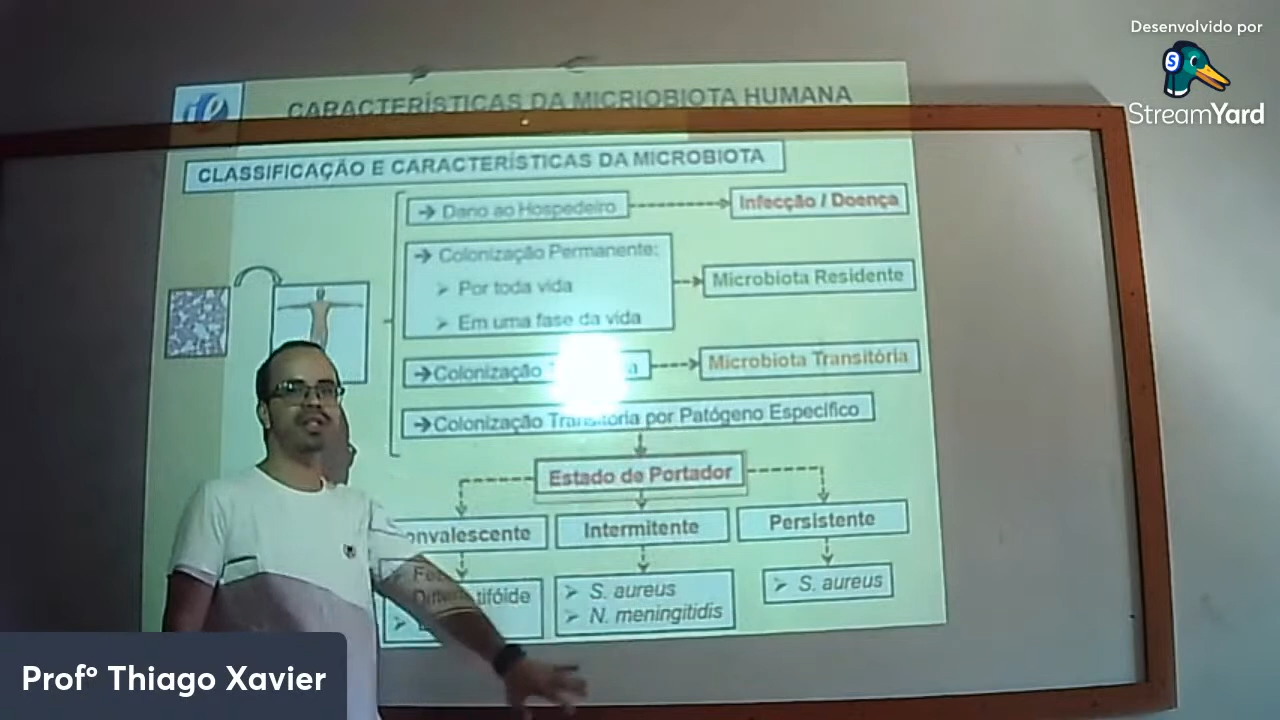 Desenvolvido por
StreamYard
CARACTERÍSTICAS DA MICRIOBIOTA HUMANA
CLASSIFICAÇÃO E CARACTERÍSTICAS DA MICROBIOTA
➔ Dano ao Hospedeiro
Infecção / Doença
➔ Colonização Permanente:
➢ Por toda vida
➢ Em uma fase da vida
Microbiota Residente
➔Colonização
Microbiota Transitória
➔Colonização Transitória por Patógeno Específico
Estado de Portador
onvalescente
Intermitente
Persistente
tifóide
➢ S. aureus
➢ N. meningitidis
➢ S. aureus
Profº Thiago Xavier